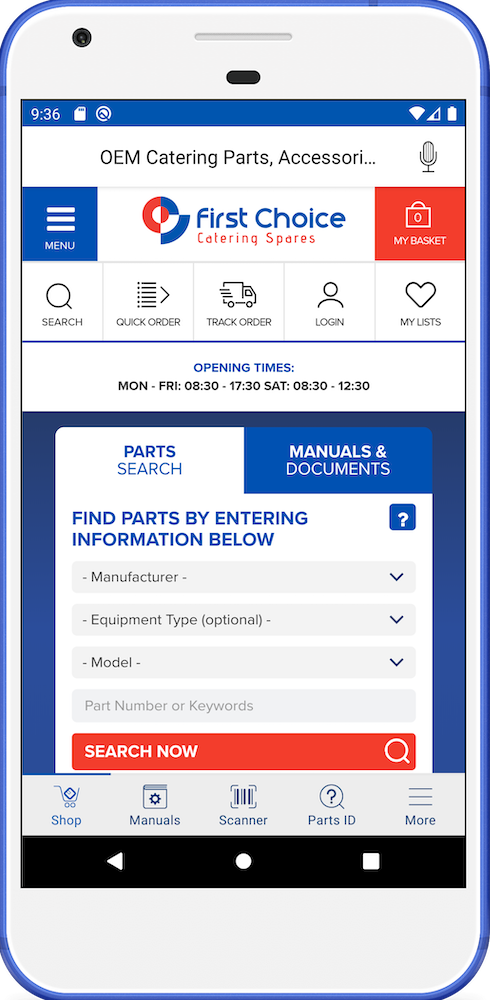 9:36
OEM Catering Parts, Accessori...
MENU
First Choice
Catering Spares
0
MY BASKET
SEARCH
QUICK ORDER
TRACK ORDER
LOGIN
MY LISTS
OPENING TIMES:
MON - FRI: 08:30 - 17:30 SAT: 08:30 - 12:30
PARTS
SEARCH
MANUALS &
DOCUMENTS
FIND PARTS BY ENTERING
INFORMATION BELOW
?
- Manufacturer -
- Equipment Type (optional) -
- Model -
Part Number or Keywords
SEARCH NOW
Shop
Manuals
Scanner
Parts ID
More